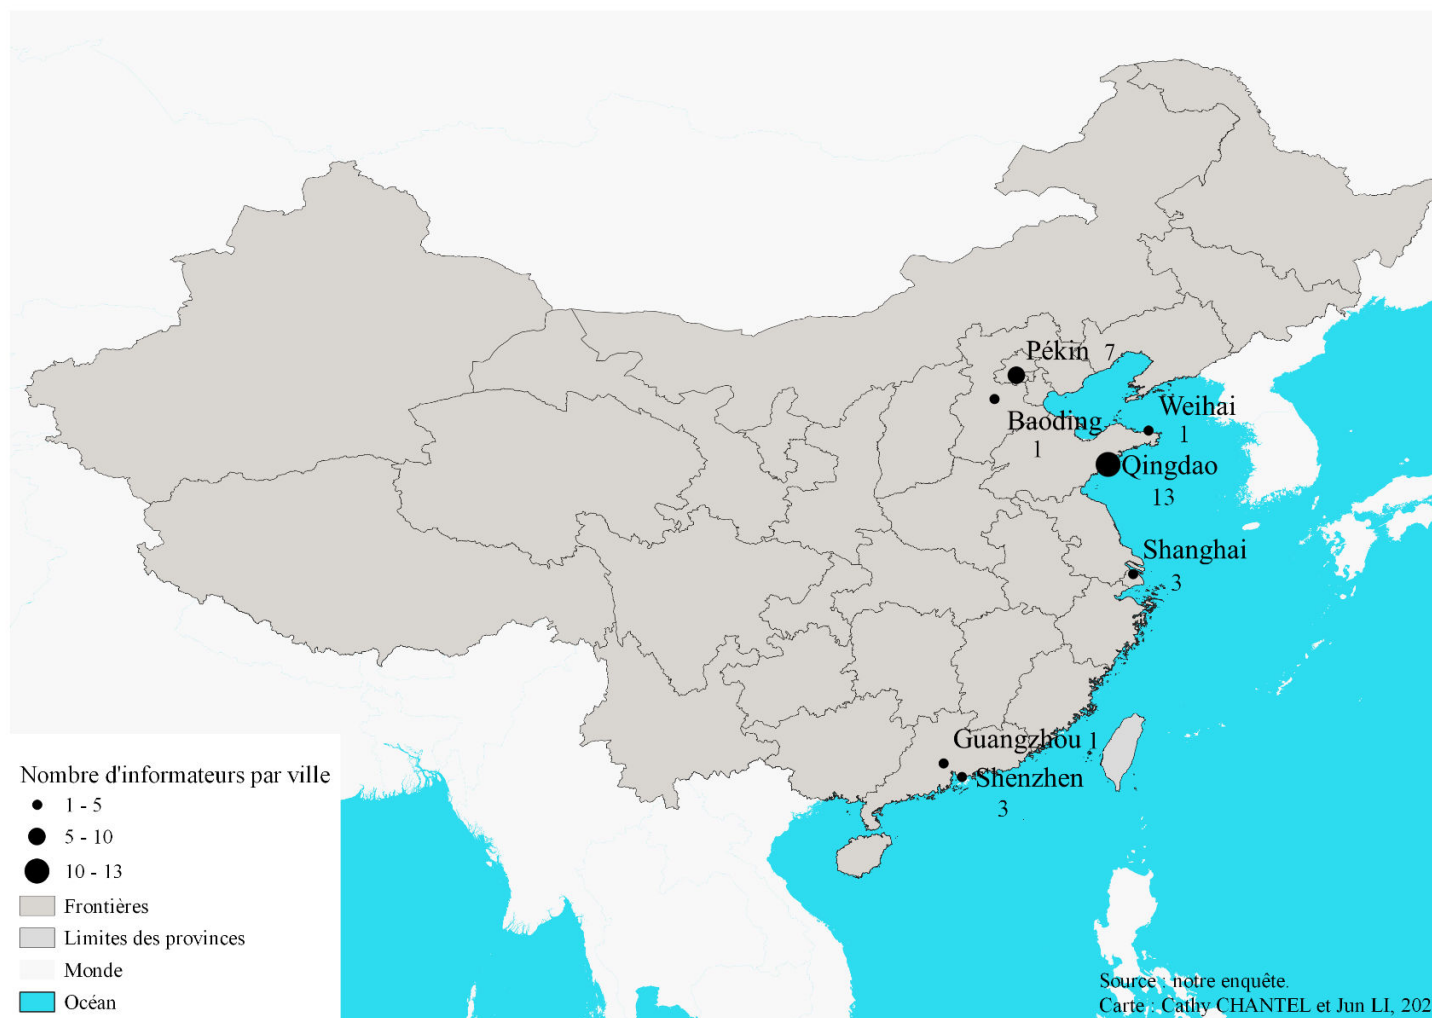 Pékin 7
Baoding
1
Weihai
1
Qingdao
13
Shanghai
3
Guangzhou 1
Shenzhen
3
Nombre d'informateurs par ville
1 - 5
5 - 10
10 - 13
Frontières
Limites des provinces
Monde
Océan
Source : notre enquête.
Carte : Cathy CHANTEL et Jun LI, 202